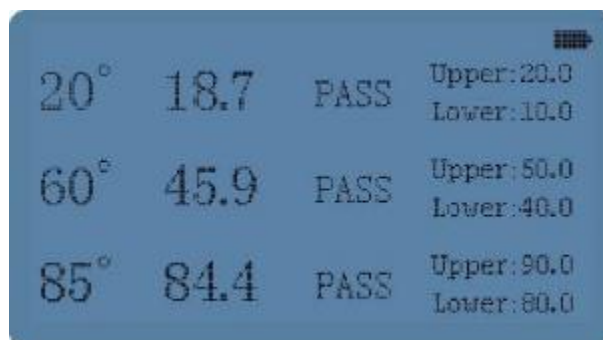 20° 18.7 PASS Upper:20.0
Lower:10.0
60° 45.9 PASS Upper:50.0
Lower:40.0
85° 84.4 PASS Upper:90.0
Lower:80.0